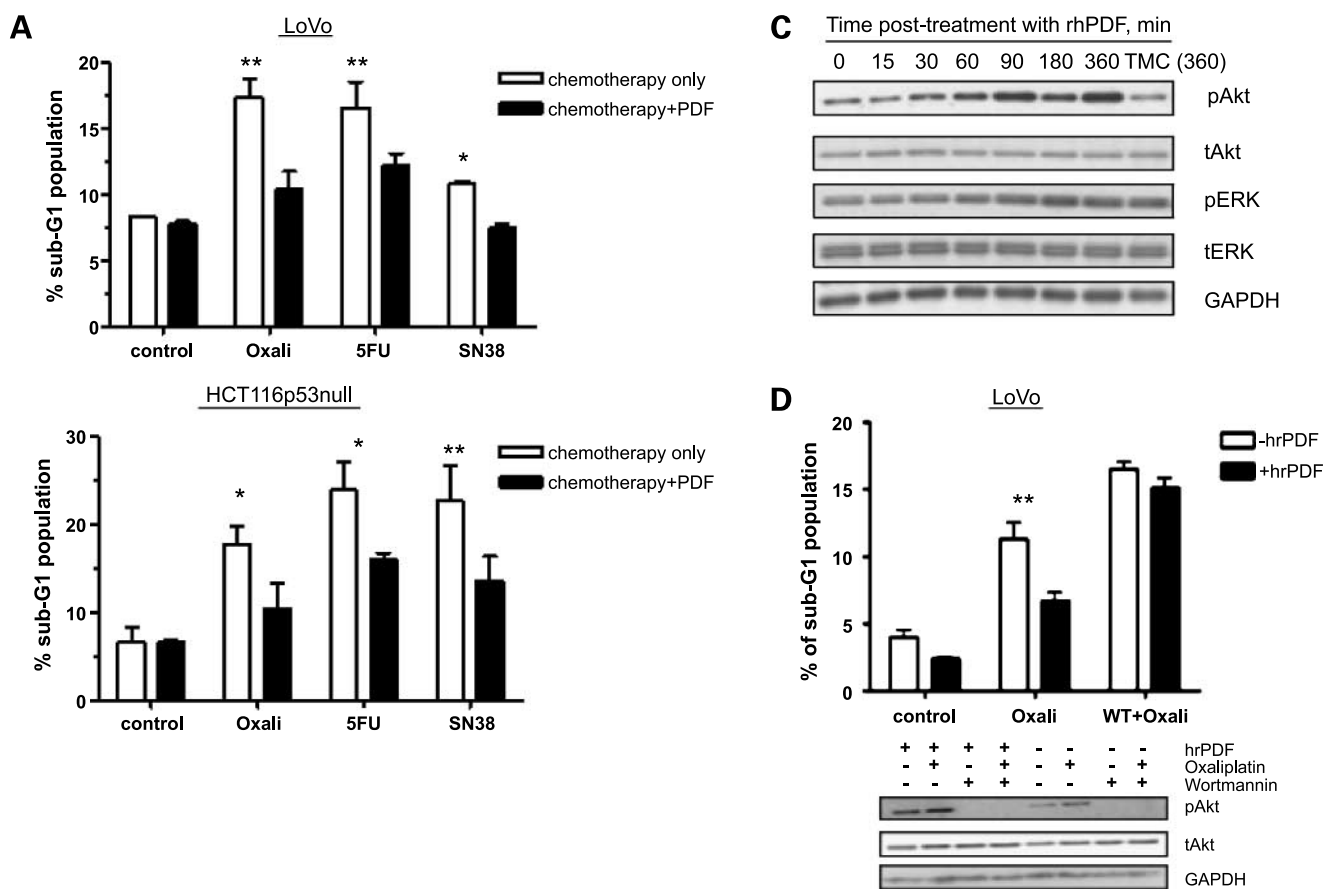 A
LoVo
% sub-G1 population
20
15
10
5
0
**
**
*
chemotherapy only
chemotherapy+PDF
control Oxali 5FU SN38
HCT116p53null
% sub-G1 population
30
20
10
0
*
*
**
chemotherapy only
chemotherapy+PDF
control Oxali 5FU SN38
C
Time post-treatment with rhPDF, min
0 15 30 60 90 180 360 TMC (360)
pAkt
tAkt
pERK
tERK
GAPDH
D
LoVo
% of sub-G1 population
20
15
10
5
0
**
-hrPDF
+hrPDF
control Oxali WT+Oxali
+ + + + - - - - hrPDF
- + - + - + - + Oxaliplatin
- - + + - - + + Wortmannin
pAkt
tAkt
GAPDH